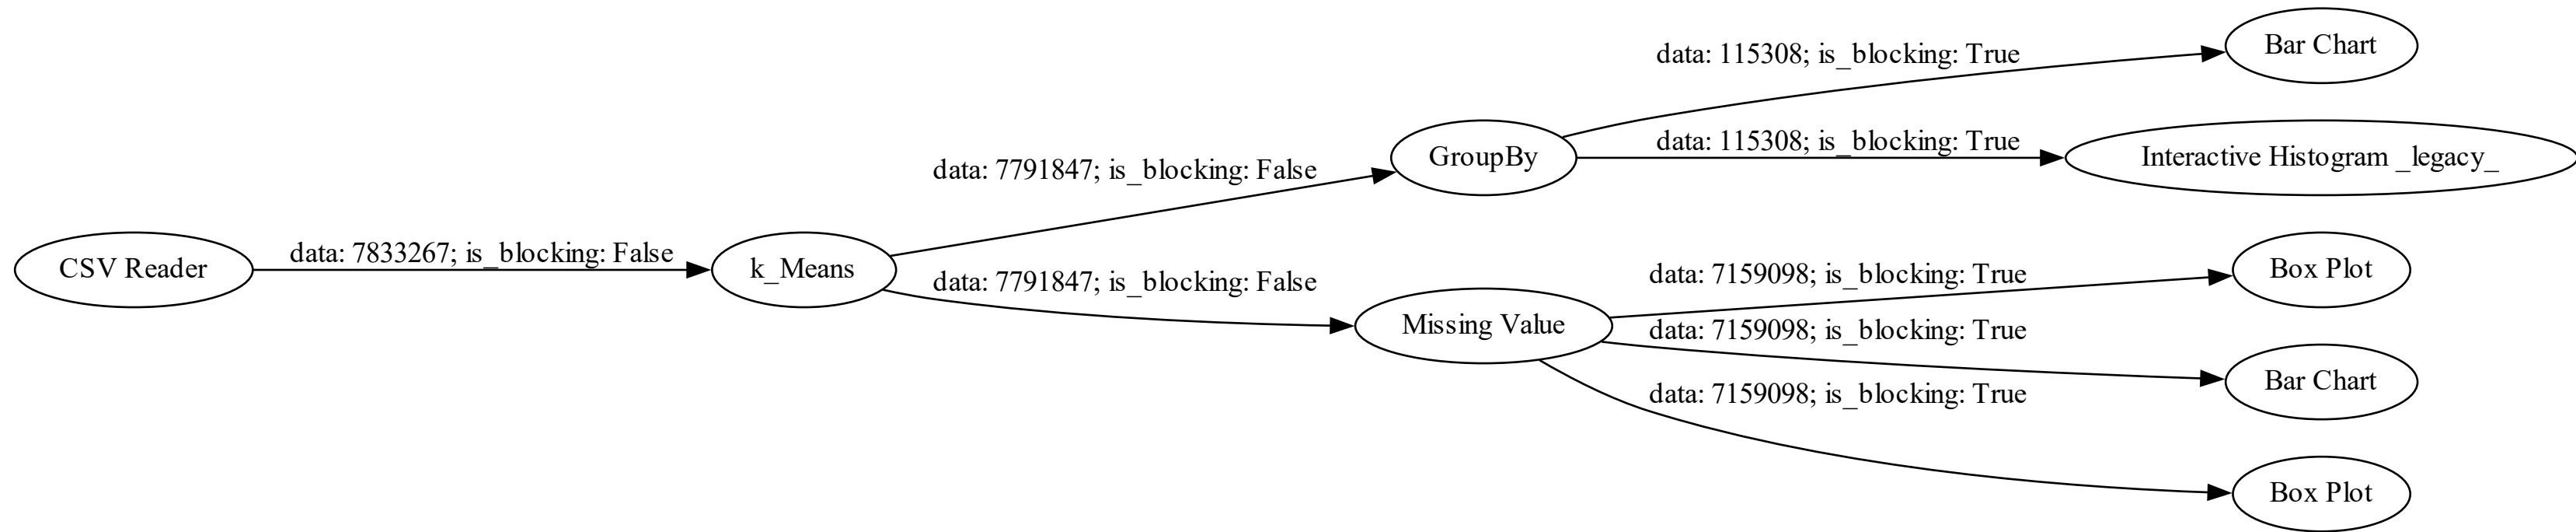 data: 115308; is_blocking: True
Bar Chart
data: 115308; is_blocking: True
GroupBy
Interactive Histogram _legacy_
data: 7791847; is_blocking: False
CSV Reader
data: 7833267; is_blocking: False
k_Means
data: 7791847; is_blocking: False
data: 7159098; is_blocking: True
Box Plot
Missing Value
data: 7159098; is_blocking: True
Bar Chart
data: 7159098; is_blocking: True
Box Plot